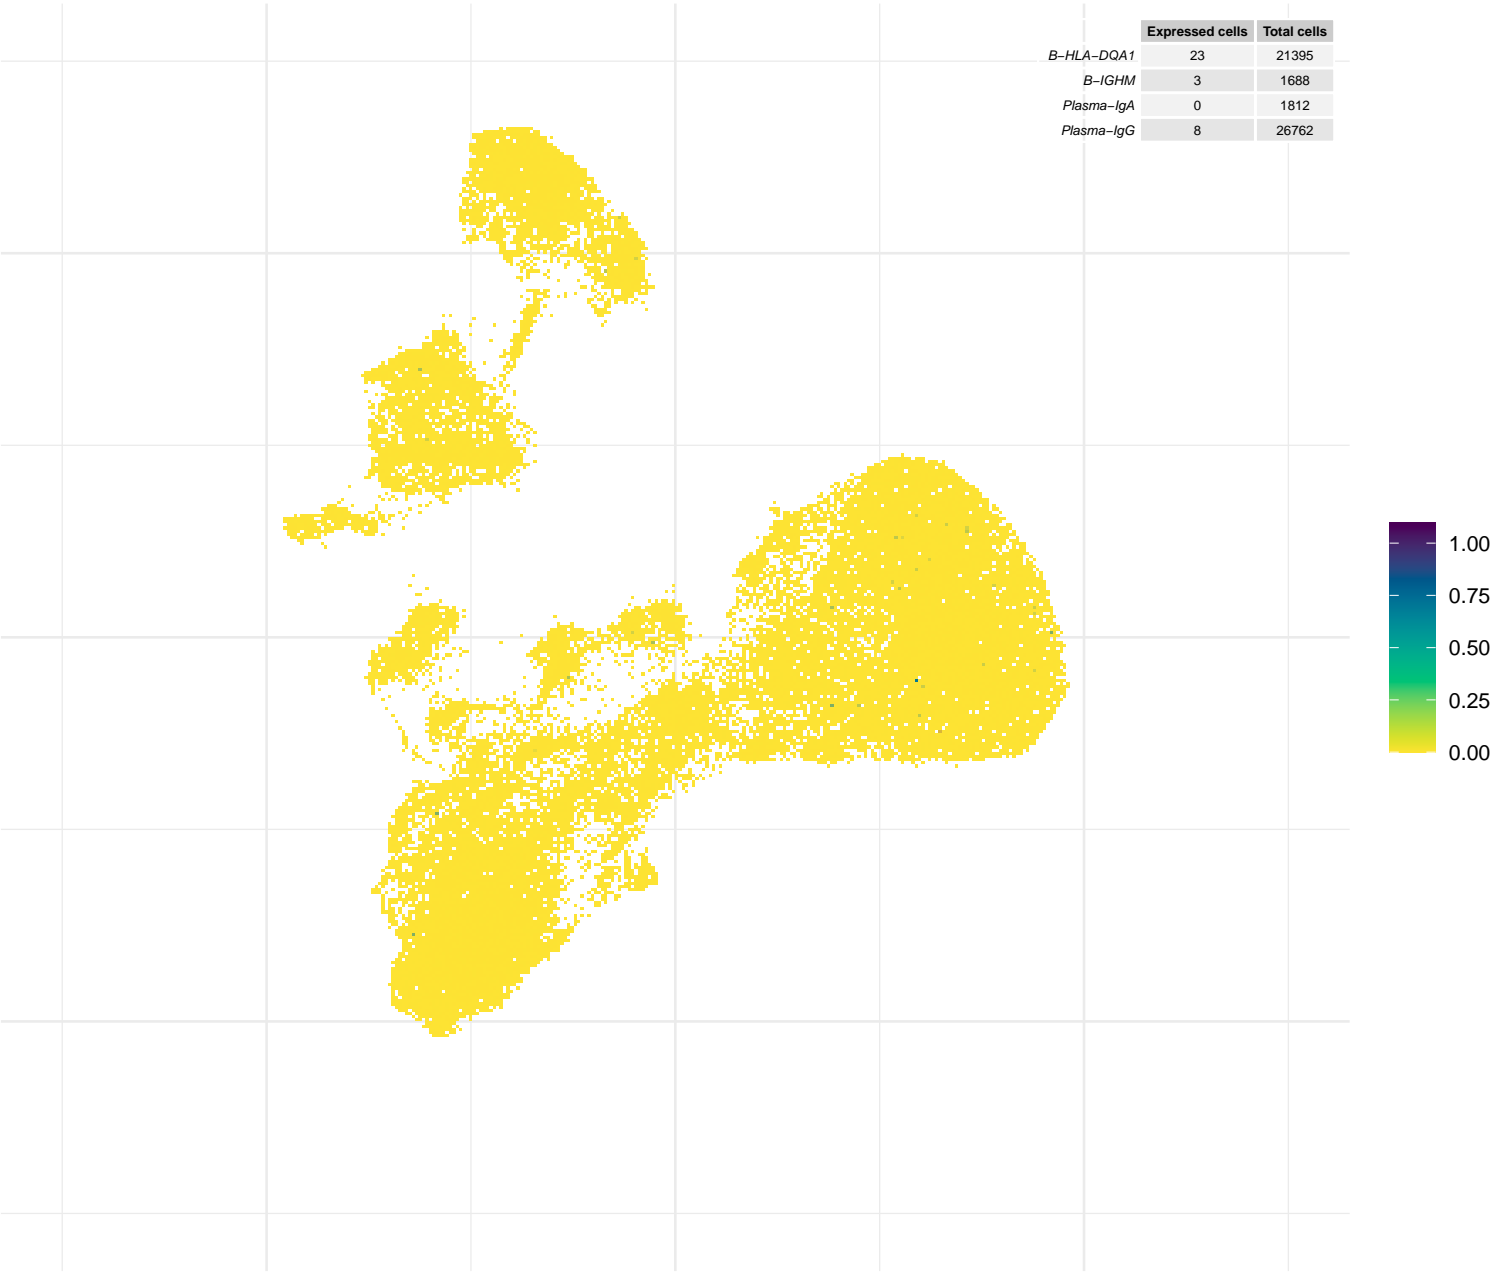 Expressed cells Total cells
B−HLA−DQA1 23 21395
B−IGHM 3 1688
Plasma−IgA 0 1812
Plasma−IgG 8 26762
1.00
0.75
0.50
0.25
0.00